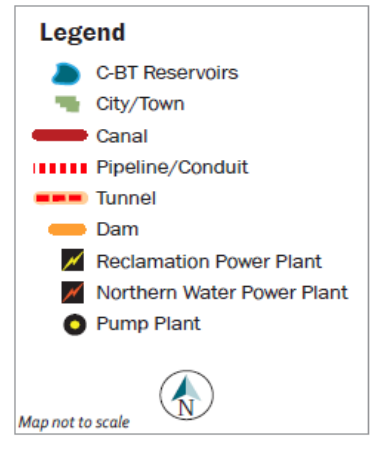 Legend
C-BT Reservoirs
City/Town
Canal
Pipeline/Conduit
Tunnel
Dam
Reclamation Power Plant
Northern Water Power Plant
Pump Plant
N
Map not to scale